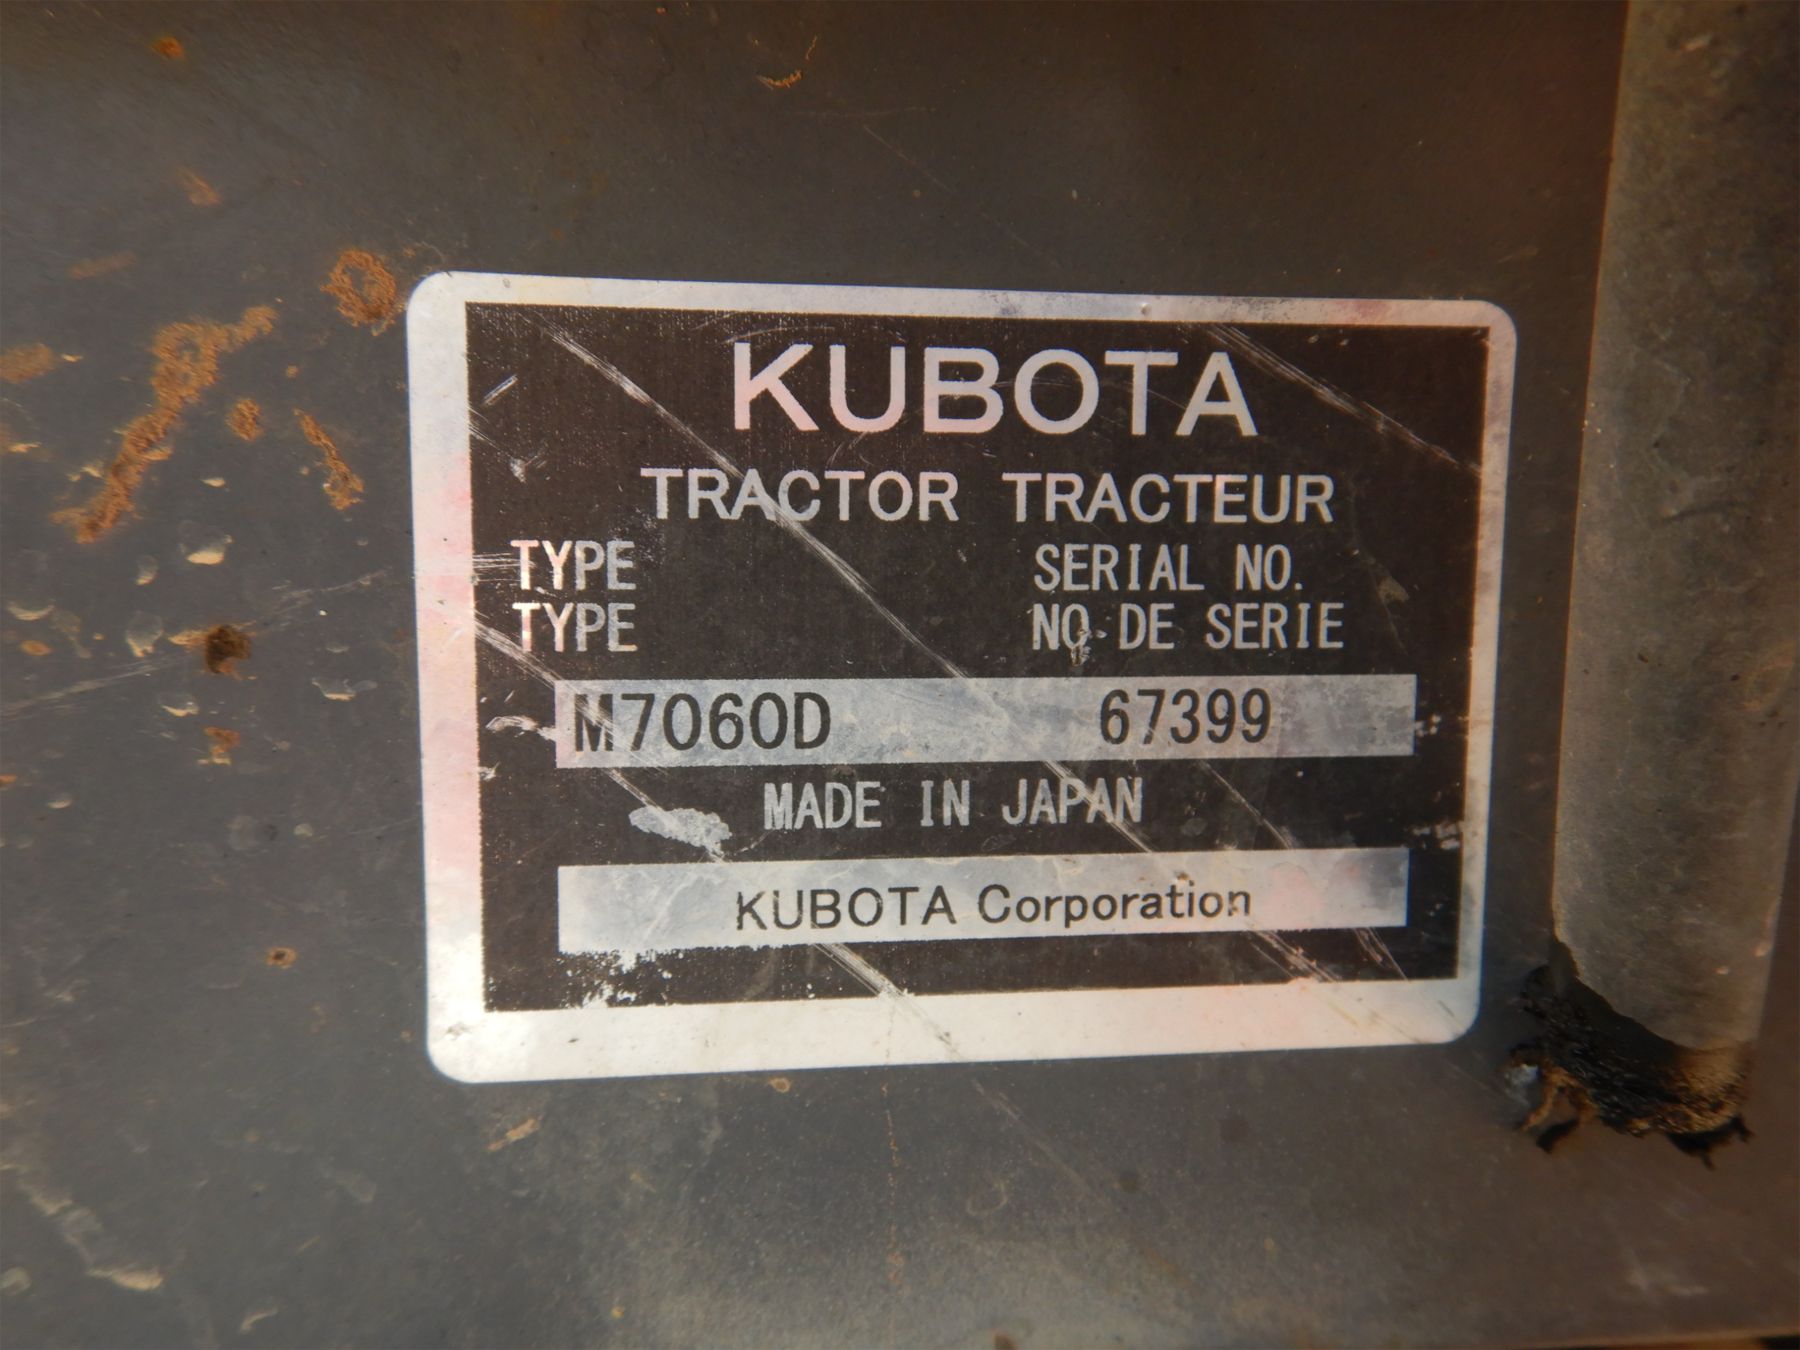 KUBOTA
TRACTOR TRACTEUR
TYPE SERIAL NO.
TYPE NO DE SERIE
M7060D 67399
MADE IN JAPAN
KUBOTA Corporation